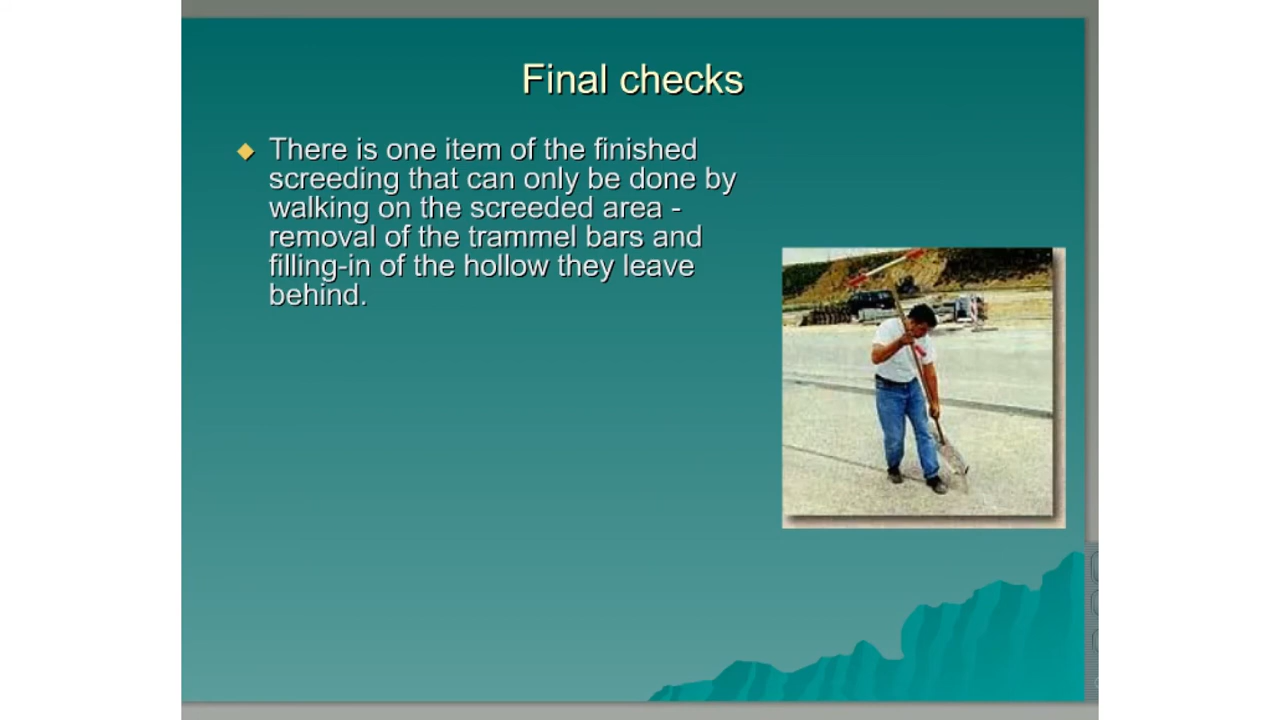 Final checks
There is one item of the finished
screeding that can only be done by
walking on the screeded area -
removal of the trammel bars and
filling-in of the hollow they leave
behind.